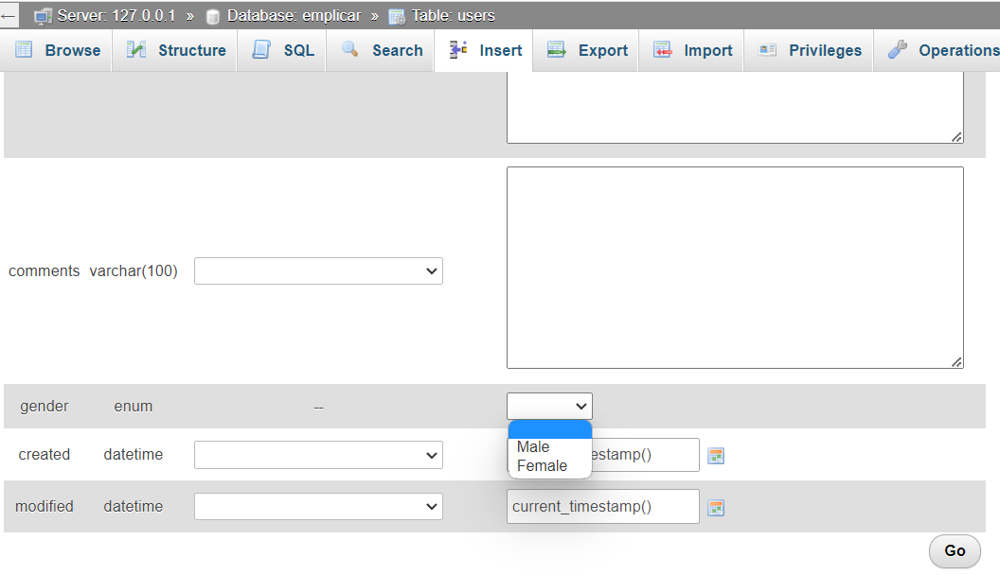 ← Server: 127.0.0.1 » Database: emplicar » Table: users
Browse Structure SQL Search Insert Export Import Privileges Operations
comments varchar(100)
gender enum --
Male
Female
created datetime estamp()
modified datetime current_timestamp()
Go